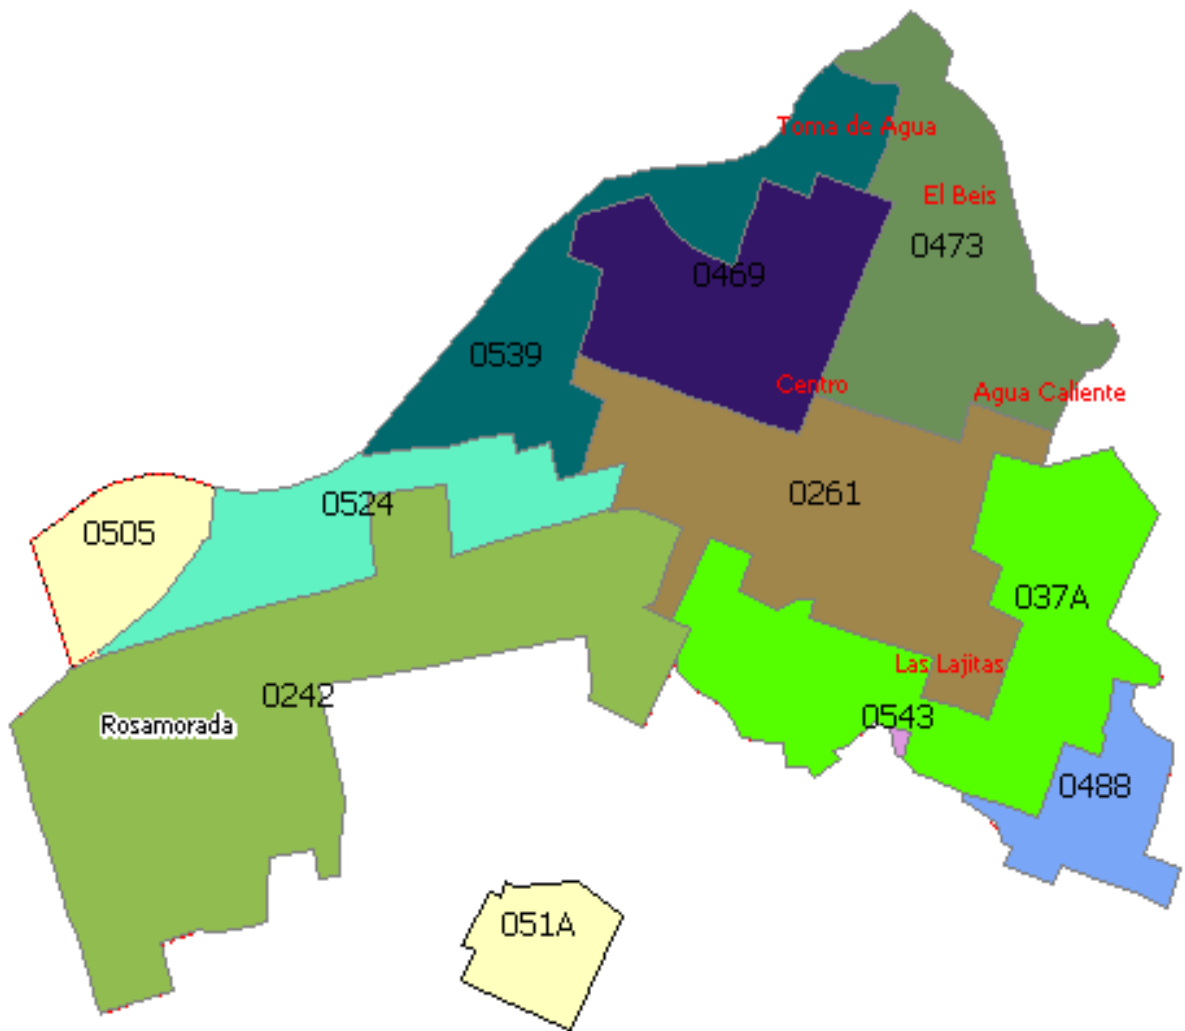 Toma de Agua
El Beis
0473
0469
0539
Centro
Agua Caliente
0261
0524
0505
037A
Las Lajitas
0242
0543
Rosamorada
0488
051A